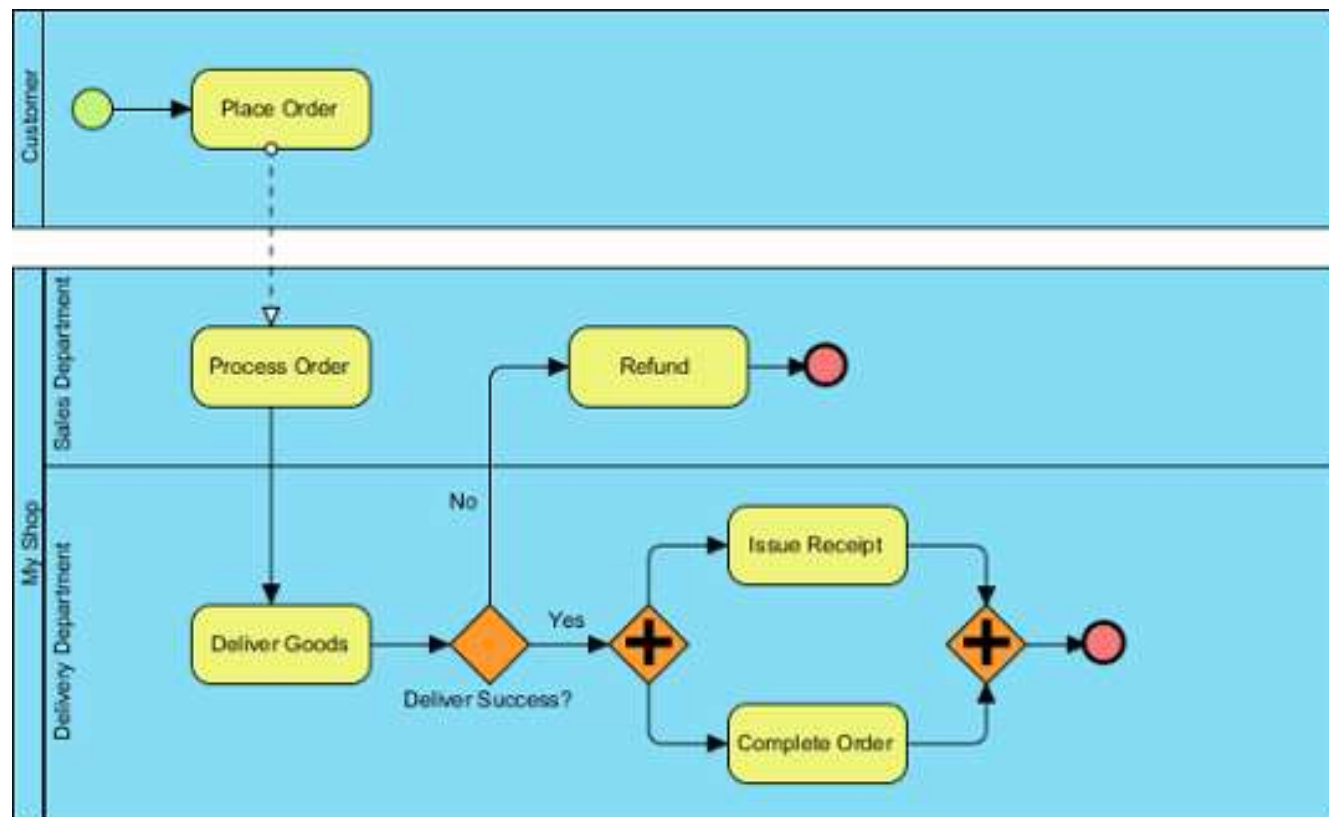 Customer
Place Order
My Shop
Sales Department
Process Order
Refund
No
Delivery Department
Deliver Goods
Deliver Success?
Yes
Issue Receipt
Complete Order